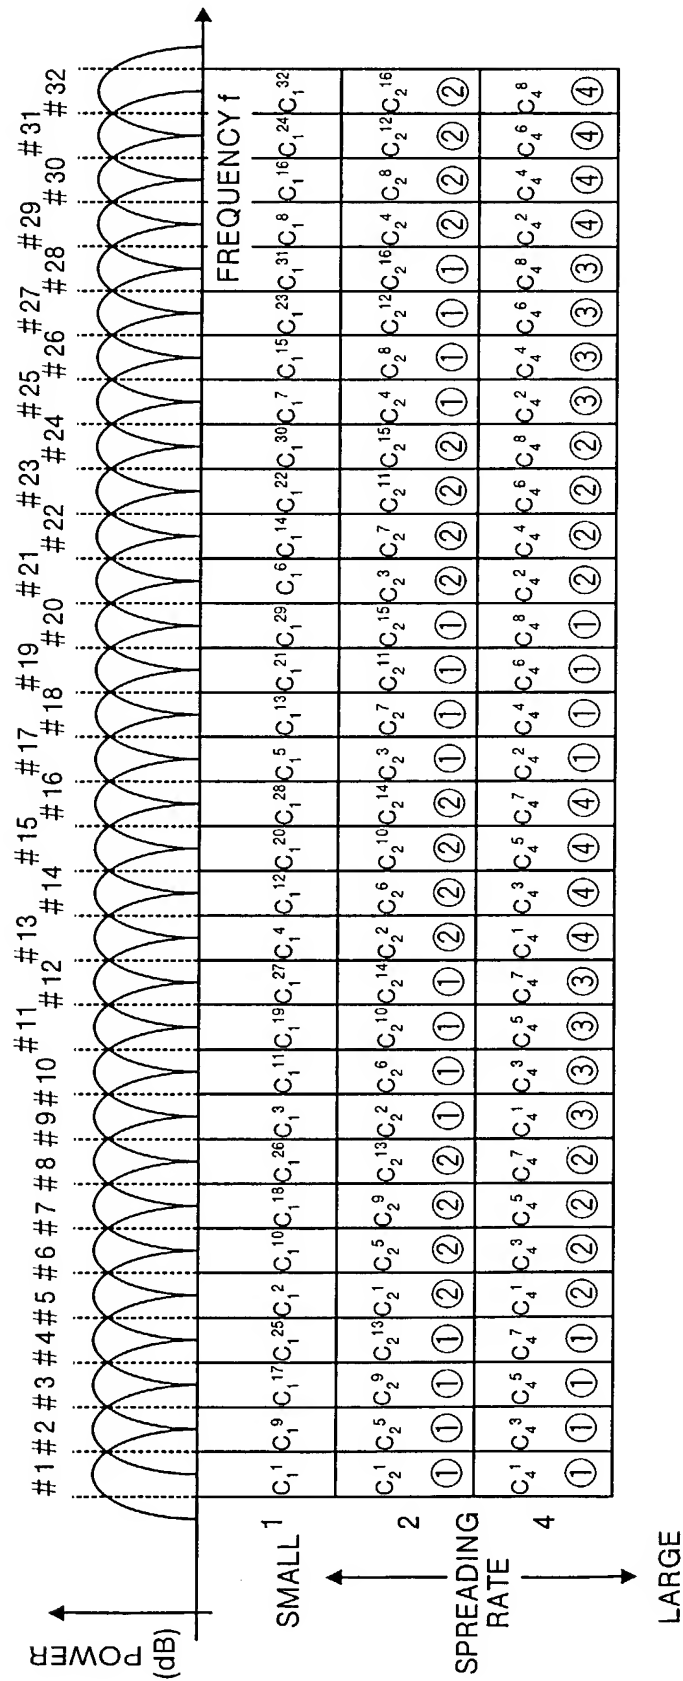 POWER
(dB)
#1 #2 #3 #4 #5 #6 #7 #8 #9 #10 #11 #12 #13 #14 #15 #16 #17 #18 #19 #20 #21 #22 #23 #24 #25 #26 #27 #28 #29 #30 #31 #32
FREQUENCY f
SMALL
SPREADING
RATE
LARGE
1 C₁¹ C₁⁹ C₁¹⁷ C₁²⁵ C₁² C₁¹⁰ C₁¹⁸ C₁²⁶ C₁³ C₁¹¹ C₁¹⁹ C₁²⁷ C₁⁴ C₁¹² C₁²⁰ C₁²⁸ C₁⁵ C₁¹³ C₁²¹ C₁²⁹ C₁⁶ C₁¹⁴ C₁²² C₁³⁰ C₁⁷ C₁¹⁵ C₁²³ C₁³¹ C₁⁸ C₁¹⁶ C₁²⁴ C₁³²
2 C₂¹ C₂⁵ C₂⁹ C₂¹³ C₂¹ C₂⁵ C₂⁹ C₂¹³ C₂² C₂⁶ C₂¹⁰ C₂¹⁴ C₂² C₂⁶ C₂¹⁰ C₂¹⁴ C₂³ C₂⁷ C₂¹¹ C₂¹⁵ C₂³ C₂⁷ C₂¹¹ C₂¹⁵ C₂⁴ C₂⁸ C₂¹² C₂¹⁶ C₂⁴ C₂⁸ C₂¹² C₂¹⁶
① ① ① ① ② ② ② ② ① ① ① ① ② ② ② ② ① ① ① ① ② ② ② ② ① ① ① ① ② ② ② ②
4 C₄¹ C₄³ C₄⁵ C₄⁷ C₄¹ C₄³ C₄⁵ C₄⁷ C₄¹ C₄³ C₄⁵ C₄⁷ C₄¹ C₄³ C₄⁵ C₄⁷ C₄² C₄⁴ C₄⁶ C₄⁸ C₄² C₄⁴ C₄⁶ C₄⁸ C₄² C₄⁴ C₄⁶ C₄⁸ C₄² C₄⁴ C₄⁶ C₄⁸
① ① ① ① ② ② ② ② ③ ③ ③ ③ ④ ④ ④ ④ ① ① ① ① ② ② ② ② ③ ③ ③ ③ ④ ④ ④ ④